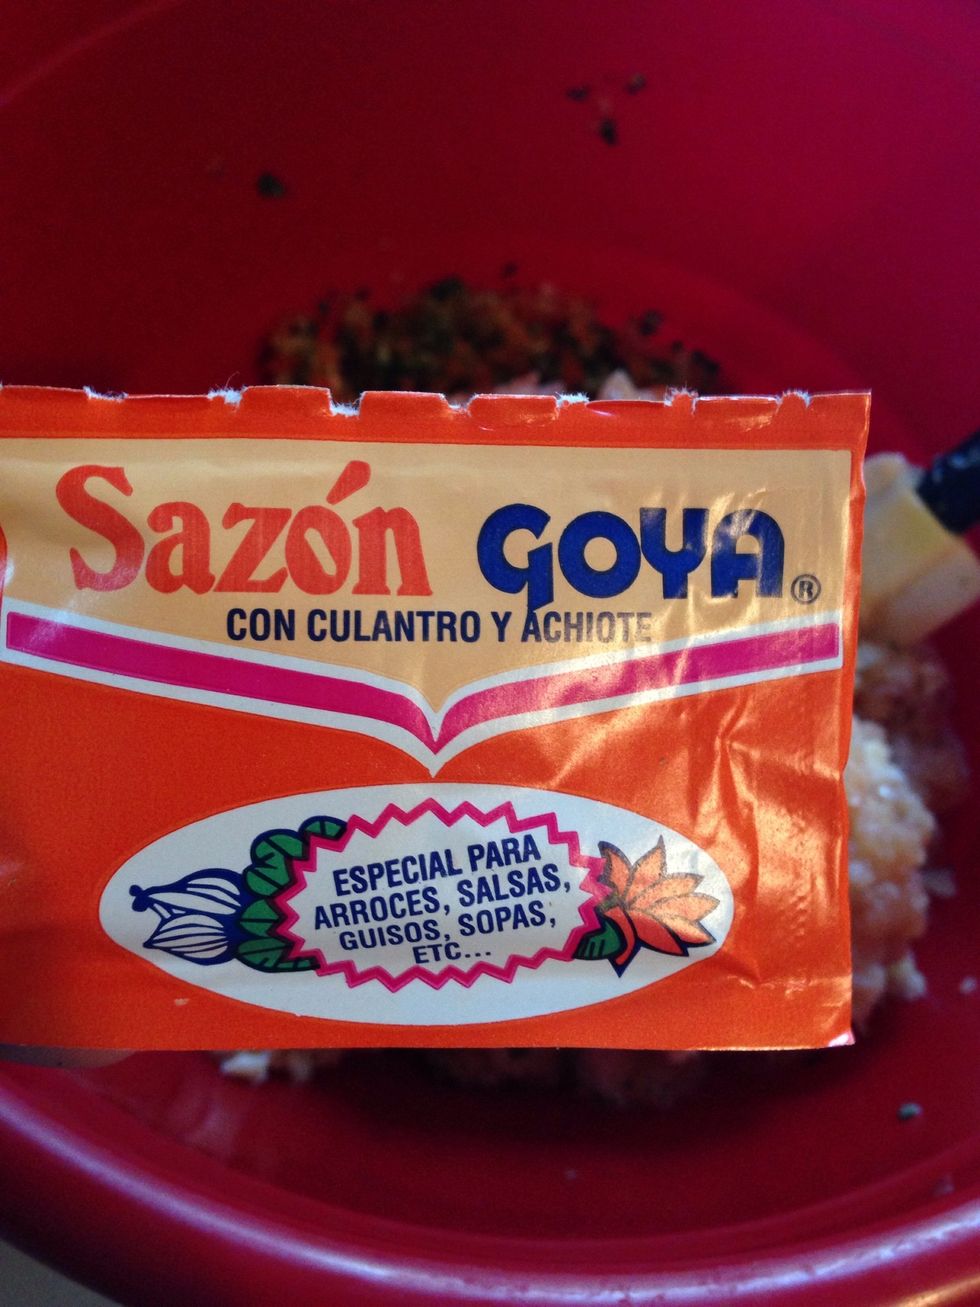 Sazón GOYA®
CON CULANTRO Y ACHIOTE
ESPECIAL PARA
ARROCES, SALSAS,
GUISOS, SOPAS,
ETC...